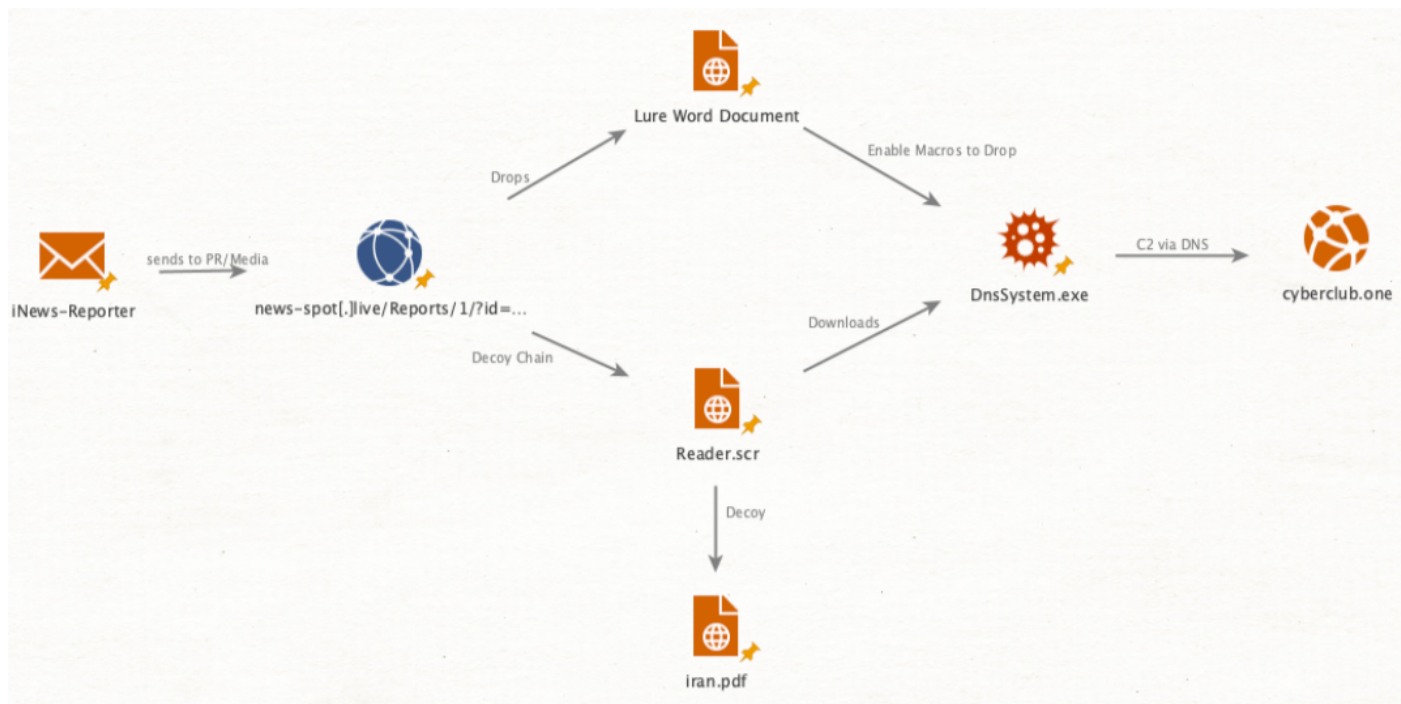 Lure Word Document
Enable Macros to Drop
Drops
iNews-Reporter
sends to PR/Media
news-spot[.]live/Reports/1/?id=...
C2 via DNS
DnsSystem.exe
cyberclub.one
Decoy Chain
Downloads
Reader.scr
Decoy
iran.pdf